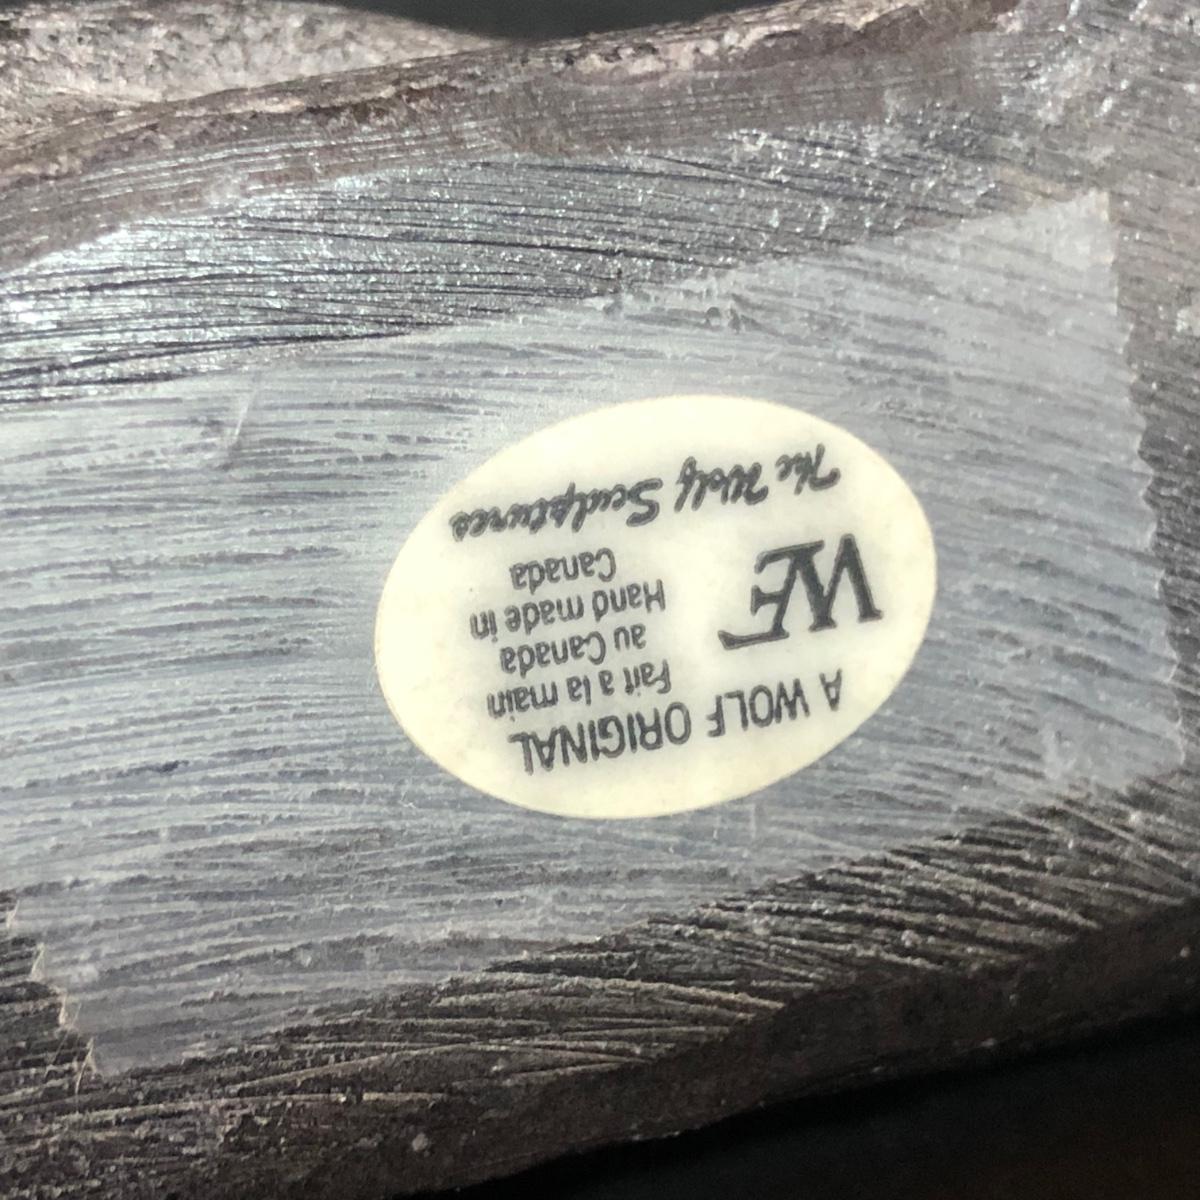 A WOLF ORIGINAL
Fait a la main
au Canada
Hand made in
Canada
WF
The Wolf Sculptures